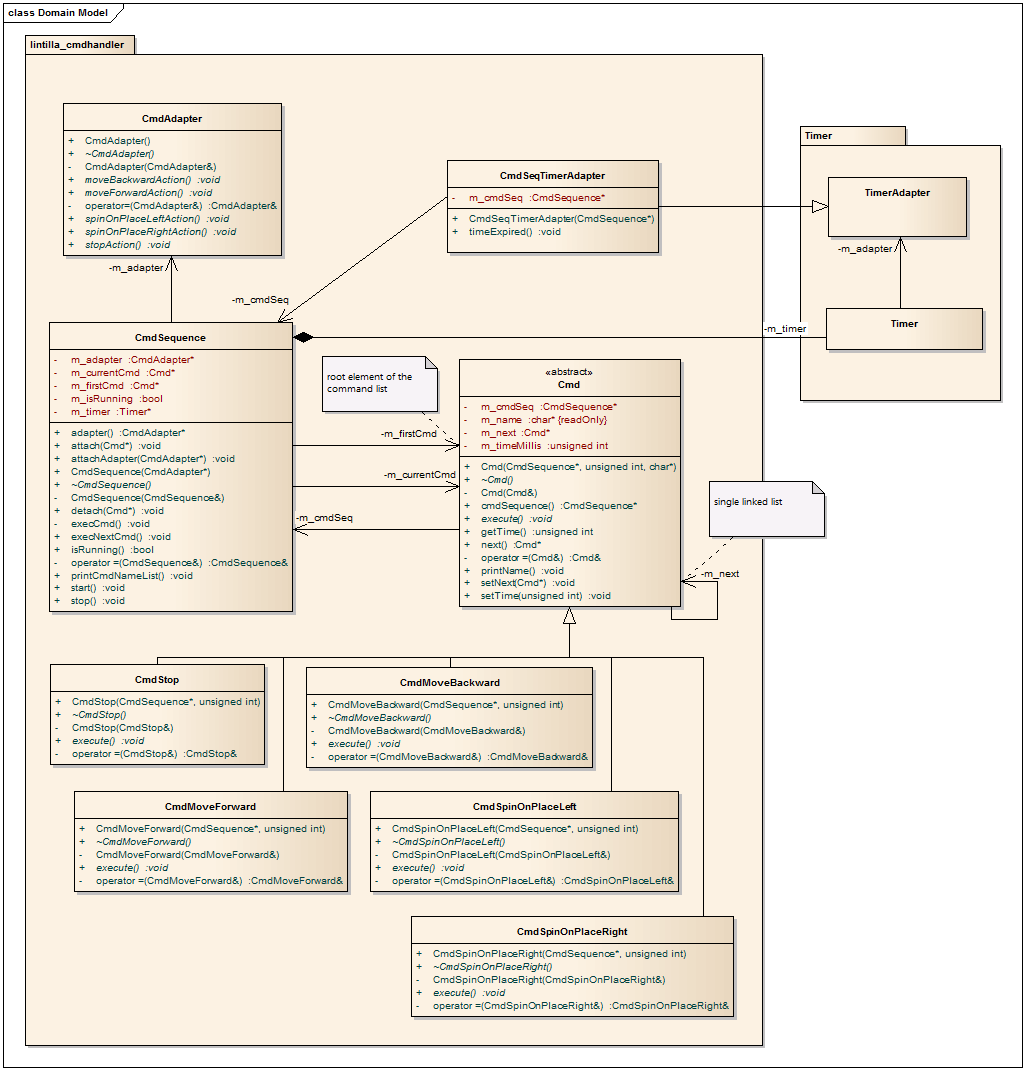 class Domain Model
lintilla_cmdhandler
CmdAdapter
+ CmdAdapter()
+ ~CmdAdapter()
- CmdAdapter(CmdAdapter&)
+ moveBackwardAction() :void
+ moveForwardAction() :void
- operator=(CmdAdapter&) :CmdAdapter&
+ spinOnPlaceLeftAction() :void
+ spinOnPlaceRightAction() :void
+ stopAction() :void
CmdSeqTimerAdapter
- m_cmdSeq :CmdSequence*
+ CmdSeqTimerAdapter(CmdSequence*)
+ timeExpired() :void
Timer
TimerAdapter
-m_adapter
Timer
-m_adapter
-m_cmdSeq
-m_timer
CmdSequence
- m_adapter :CmdAdapter*
- m_currentCmd :Cmd*
- m_firstCmd :Cmd*
- m_isRunning :bool
- m_timer :Timer*
+ adapter() :CmdAdapter*
+ attach(Cmd*) :void
+ attachAdapter(CmdAdapter*) :void
+ CmdSequence(CmdAdapter*)
+ ~CmdSequence()
- CmdSequence(CmdSequence&)
+ detach(Cmd*) :void
- execCmd() :void
+ execNextCmd() :void
+ isRunning() :bool
- operator =(CmdSequence&) :CmdSequence&
+ printCmdNameList() :void
+ start() :void
+ stop() :void
root element of the
command list
-m_firstCmd
-m_currentCmd
-m_cmdSeq
«abstract»
Cmd
- m_cmdSeq :CmdSequence*
- m_name :char* {readOnly}
- m_next :Cmd*
- m_timeMillis :unsigned int
+ Cmd(CmdSequence*, unsigned int, char*)
+ ~Cmd()
- Cmd(Cmd&)
+ cmdSequence() :CmdSequence*
+ execute() :void
+ getTime() :unsigned int
+ next() :Cmd*
- operator =(Cmd&) :Cmd&
+ printName() :void
+ setNext(Cmd*) :void
+ setTime(unsigned int) :void
single linked list
-m_next
CmdStop
+ CmdStop(CmdSequence*, unsigned int)
+ ~CmdStop()
- CmdStop(CmdStop&)
+ execute() :void
- operator =(CmdStop&) :CmdStop&
CmdMoveBackward
+ CmdMoveBackward(CmdSequence*, unsigned int)
+ ~CmdMoveBackward()
- CmdMoveBackward(CmdMoveBackward&)
+ execute() :void
- operator =(CmdMoveBackward&) :CmdMoveBackward&
CmdMoveForward
+ CmdMoveForward(CmdSequence*, unsigned int)
+ ~CmdMoveForward()
- CmdMoveForward(CmdMoveForward&)
+ execute() :void
- operator =(CmdMoveForward&) :CmdMoveForward&
CmdSpinOnPlaceLeft
+ CmdSpinOnPlaceLeft(CmdSequence*, unsigned int)
+ ~CmdSpinOnPlaceLeft()
- CmdSpinOnPlaceLeft(CmdSpinOnPlaceLeft&)
+ execute() :void
- operator =(CmdSpinOnPlaceLeft&) :CmdSpinOnPlaceLeft&
CmdSpinOnPlaceRight
+ CmdSpinOnPlaceRight(CmdSequence*, unsigned int)
+ ~CmdSpinOnPlaceRight()
- CmdSpinOnPlaceRight(CmdSpinOnPlaceRight&)
+ execute() :void
- operator =(CmdSpinOnPlaceRight&) :CmdSpinOnPlaceRight&